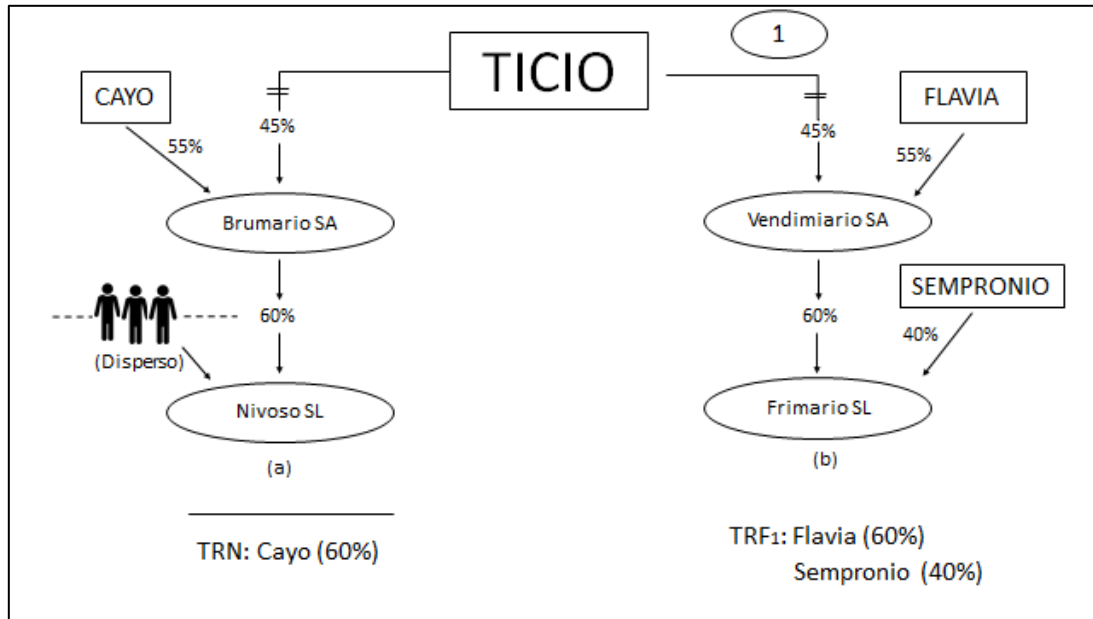 1
TICIO
CAYO
FLAVIA
45%
45%
55%
55%
Brumario SA
Vendimiario SA
SEMPRONIO
60%
60%
40%
(Disperso)
Nivoso SL
Frimario SL
(a)
(b)
TRN: Cayo (60%)
TRF1: Flavia (60%)
Sempronio (40%)